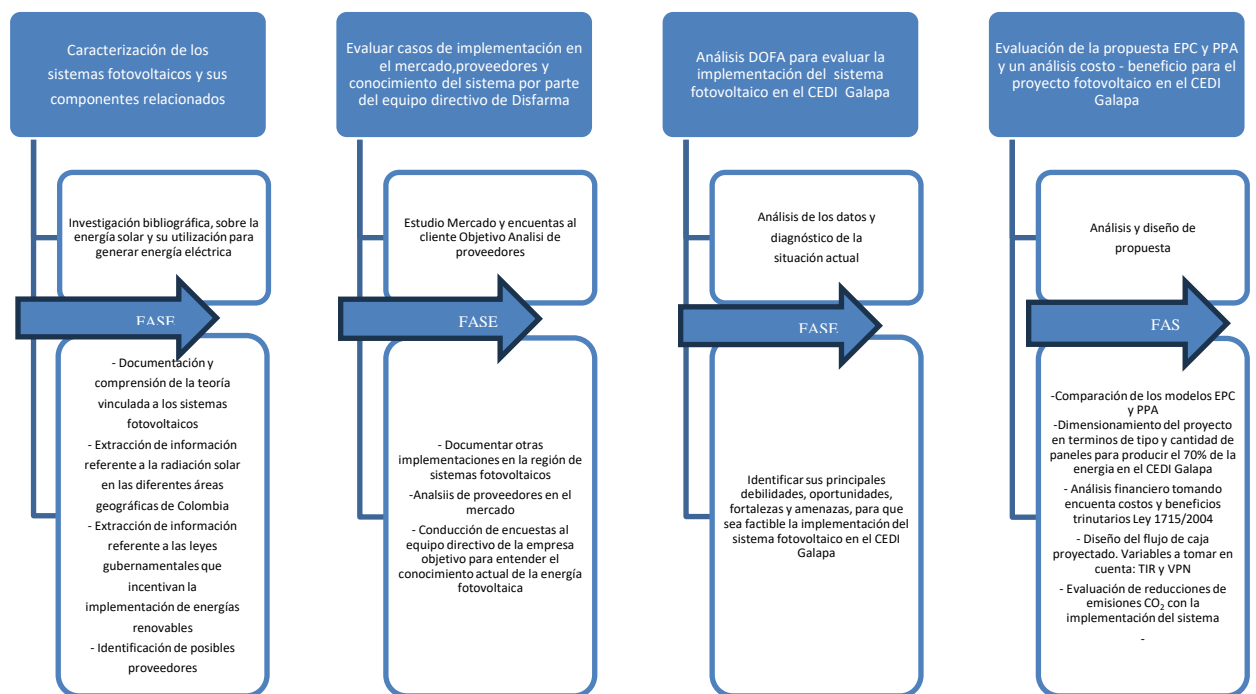 Caracterización de los
sistemas fotovoltaicos y sus
componentes relacionados
Investigación bibliográfica, sobre la
energía solar y su utilización para
generar energía eléctrica
FASE
- Documentación y
comprensión de la teoría
vinculada a los sistemas
fotovoltaicos
- Extracción de información
referente a la radiación solar
en las diferentes áreas
geográficas de Colombia
- Extracción de información
referente a las leyes
gubernamentales que
incentivan la
implementación de energías
renovables
- Identificación de posibles
proveedores
Evaluar casos de implementación en
el mercado,proveedores y
conocimiento del sistema por parte
del equipo directivo de Disfarma
Estudio Mercado y encuentas al
cliente Objetivo Analisi de
proveedores
FASE
- Documentar otras
implementaciones en la región de
sistemas fotovoltaicos
-Analsiis de proveedores en el
mercado
- Conducción de encuestas al
equipo directivo de la empresa
objetivo para entender el
conocimiento actual de la energía
fotovoltaica
Análisis DOFA para evaluar la
implementación del sistema
fotovoltaico en el CEDI Galapa
Análisis de los datos y
diagnóstico de la
situación actual
FASE
Identificar sus principales
debilidades, oportunidades,
fortalezas y amenazas, para que
sea factible la implementación del
sistema fotovoltaico en el CEDI
Galapa
Evaluación de la propuesta EPC y PPA
y un análisis costo - beneficio para el
proyecto fotovoltaico en el CEDI
Galapa
Análisis y diseño de
propuesta
FAS
-Comparación de los modelos EPC
y PPA
-Dimensionamiento del proyecto
en terminos de tipo y cantidad de
paneles para producir el 70% de la
energia en el CEDI Galapa
- Análisis financiero tomando
encuenta costos y beneficios
trinutarios Ley 1715/2004
- Diseño del flujo de caja
proyectado. Variables a tomar en
cuenta: TIR y VPN
- Evaluación de reducciones de
emisiones CO₂ con la
implementación del sistema
-